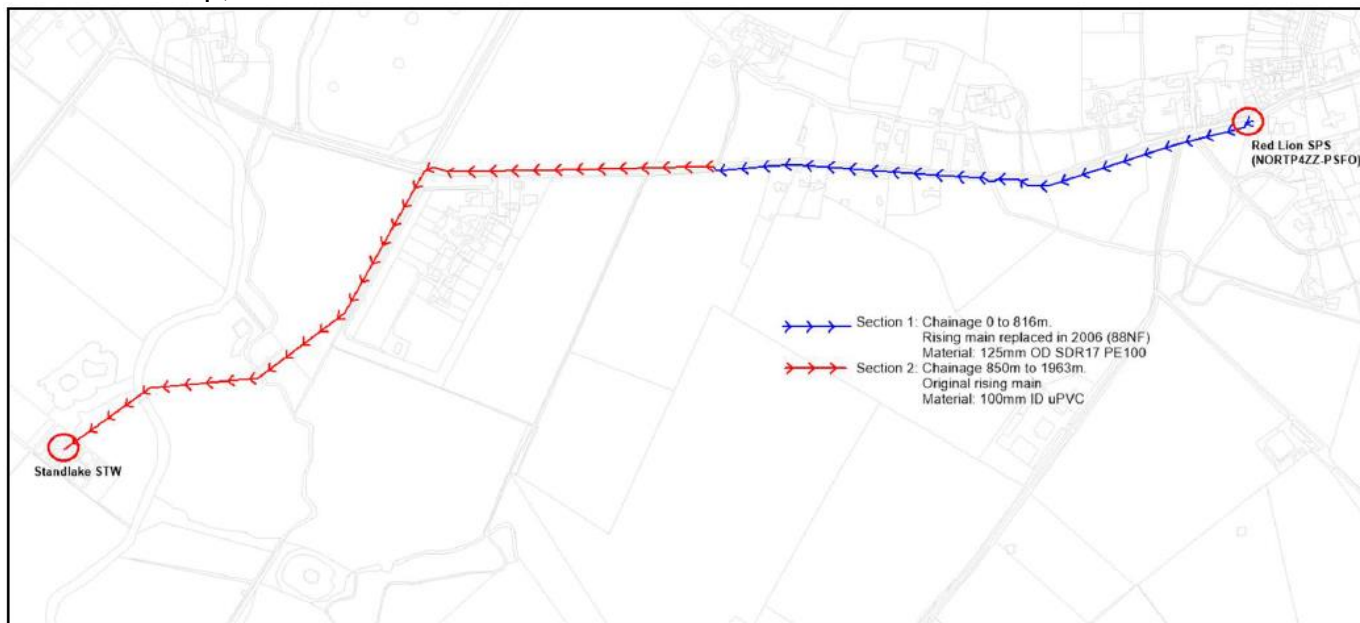 Red Lion SPS
(NORTP4ZZ-PSFO)
Section 1: Chainage 0 to 816m.
Rising main replaced in 2006 (88NF)
Material: 125mm OD SDR17 PE100
Section 2: Chainage 850m to 1963m.
Original rising main
Material: 100mm ID uPVC
Standlake STW